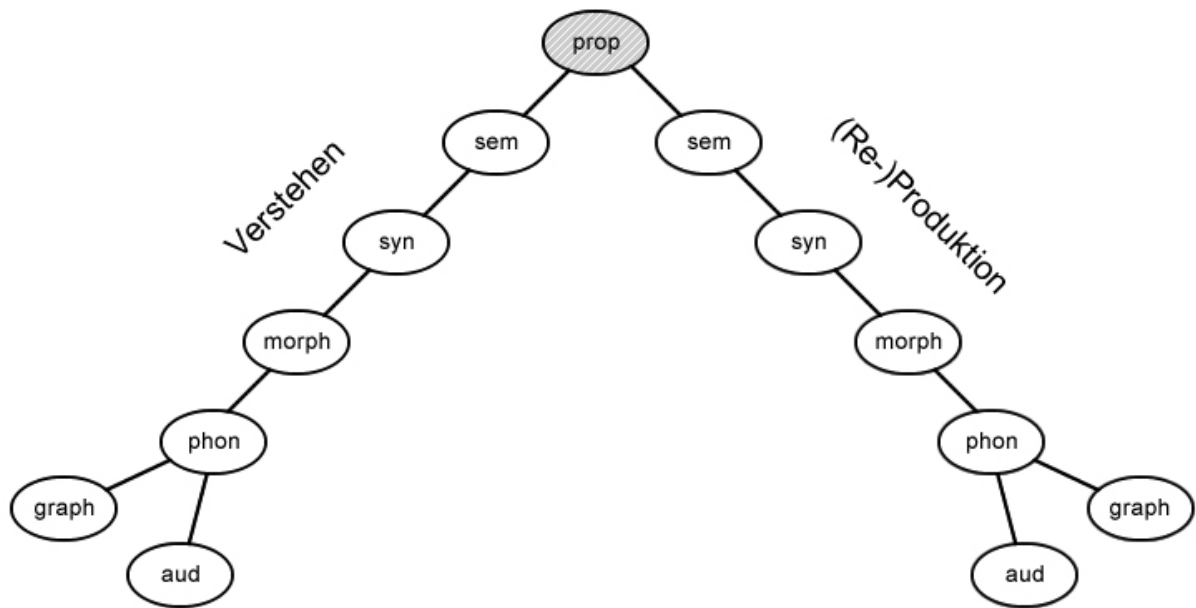 prop
sem
sem
Verstehen
(Re-)Produktion
syn
syn
morph
morph
phon
phon
graph
graph
aud
aud